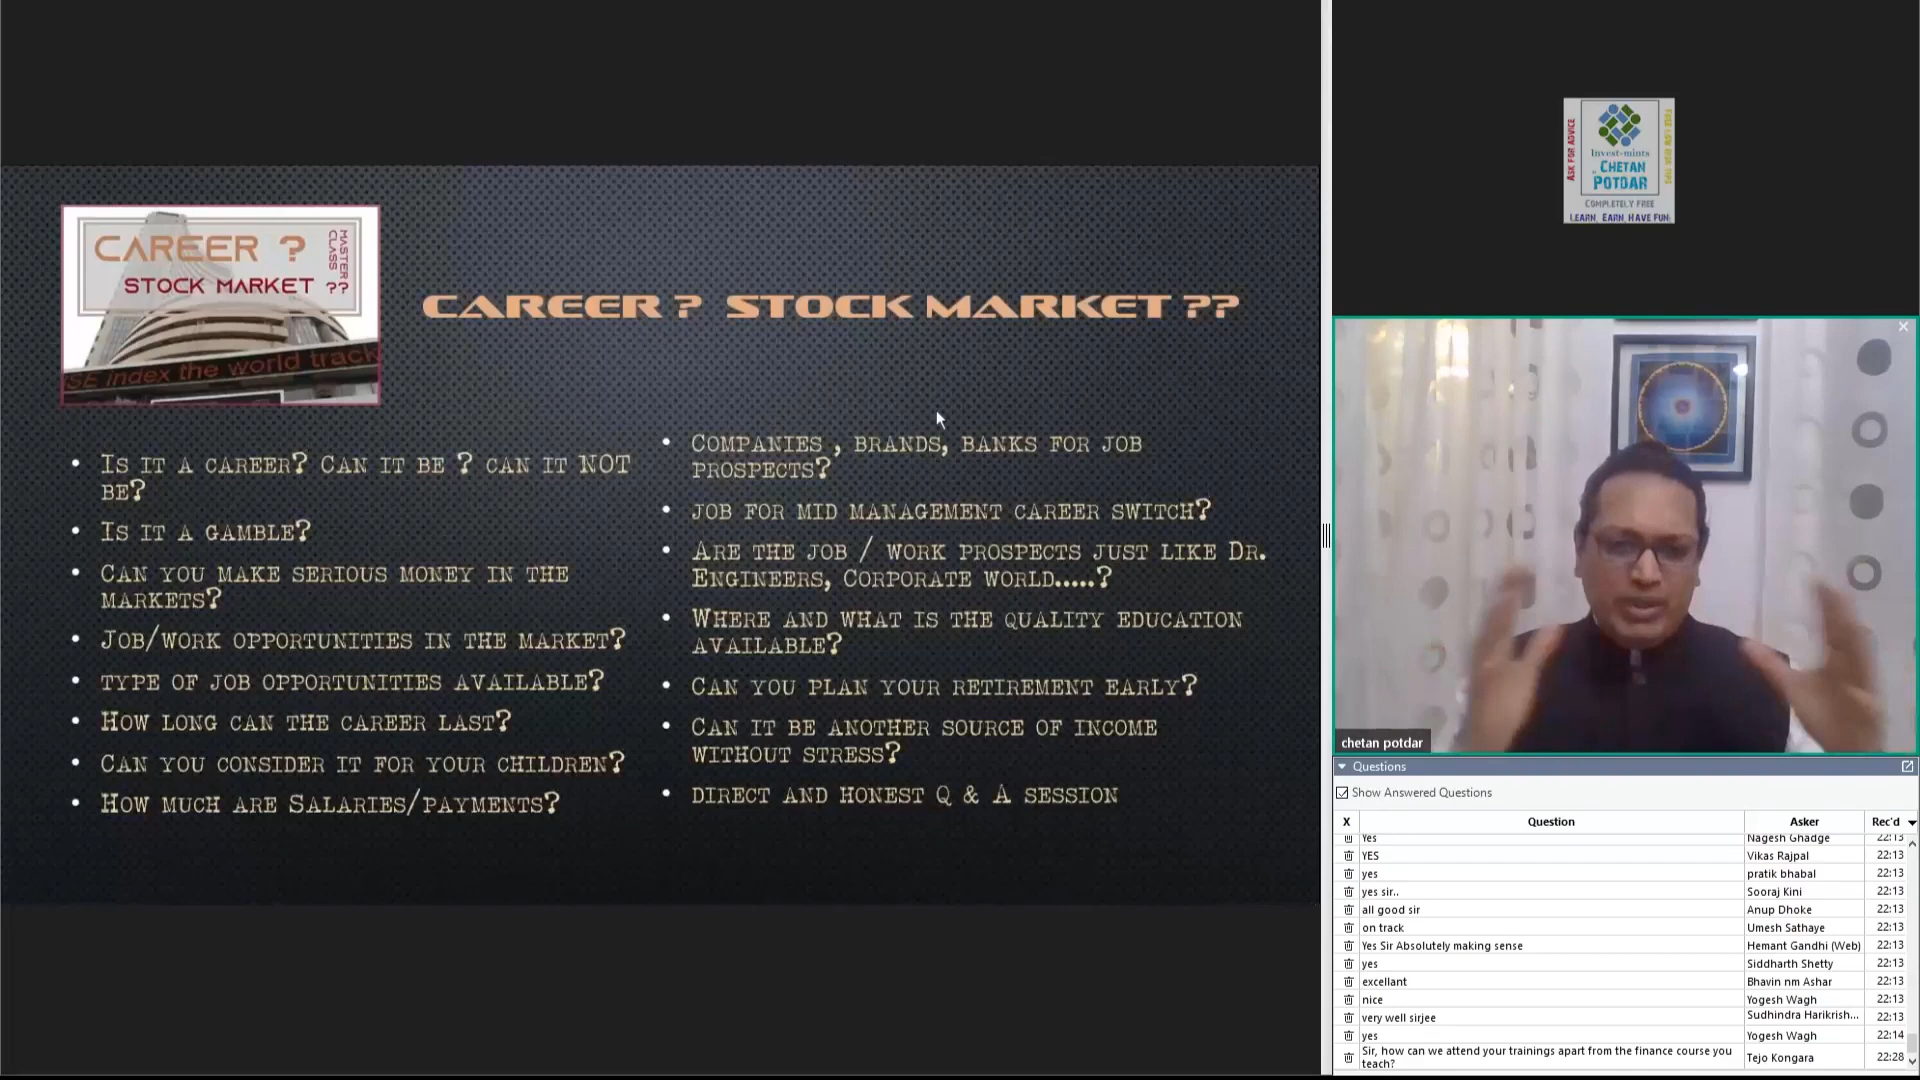 CAREER ?
STOCK MARKET ??
MASTER
CLASS
SE index the world track
CAREER ? STOCK MARKET ??
• Is it a career? Can it be ? can it NOT
be?
• Is it a gamble?
• Can you make serious money in the
markets?
• Job/work opportunities in the market?
• type of job opportunities available?
• How long can the career last?
• Can you consider it for your children?
• How much are Salaries/payments?
• Companies , brands, banks for job
prospects?
• job for mid management career switch?
• Are the job / work prospects just like Dr.
Engineers, Corporate world.....?
• Where and what is the quality education
available?
• Can you plan your retirement early?
• Can it be another source of income
without stress?
• direct and honest Q & A session
ASK FOR ADVICE
Invest-mints
CHETAN
POTDAR
COMPLETELY FREE
LEARN, EARN, HAVE FUN.
chetan potdar
Questions
Show Answered Questions
X Question Asker Rec'd
Yes Nagesh Ghadge 22:13
YES Vikas Rajpal 22:13
yes pratik bhabal 22:13
yes sir.. Sooraj Kini 22:13
all good sir Anup Dhoke 22:13
on track Umesh Sathaye 22:13
Yes Sir Absolutely making sense Hemant Gandhi (Web) 22:13
yes Siddharth Shetty 22:13
excellant Bhavin nm Ashar 22:13
nice Yogesh Wagh 22:13
very well sirjee Sudhindra Harikrish... 22:13
yes Yogesh Wagh 22:14
Sir, how can we attend your trainings apart from the finance course you
teach? Tejo Kongara 22:28